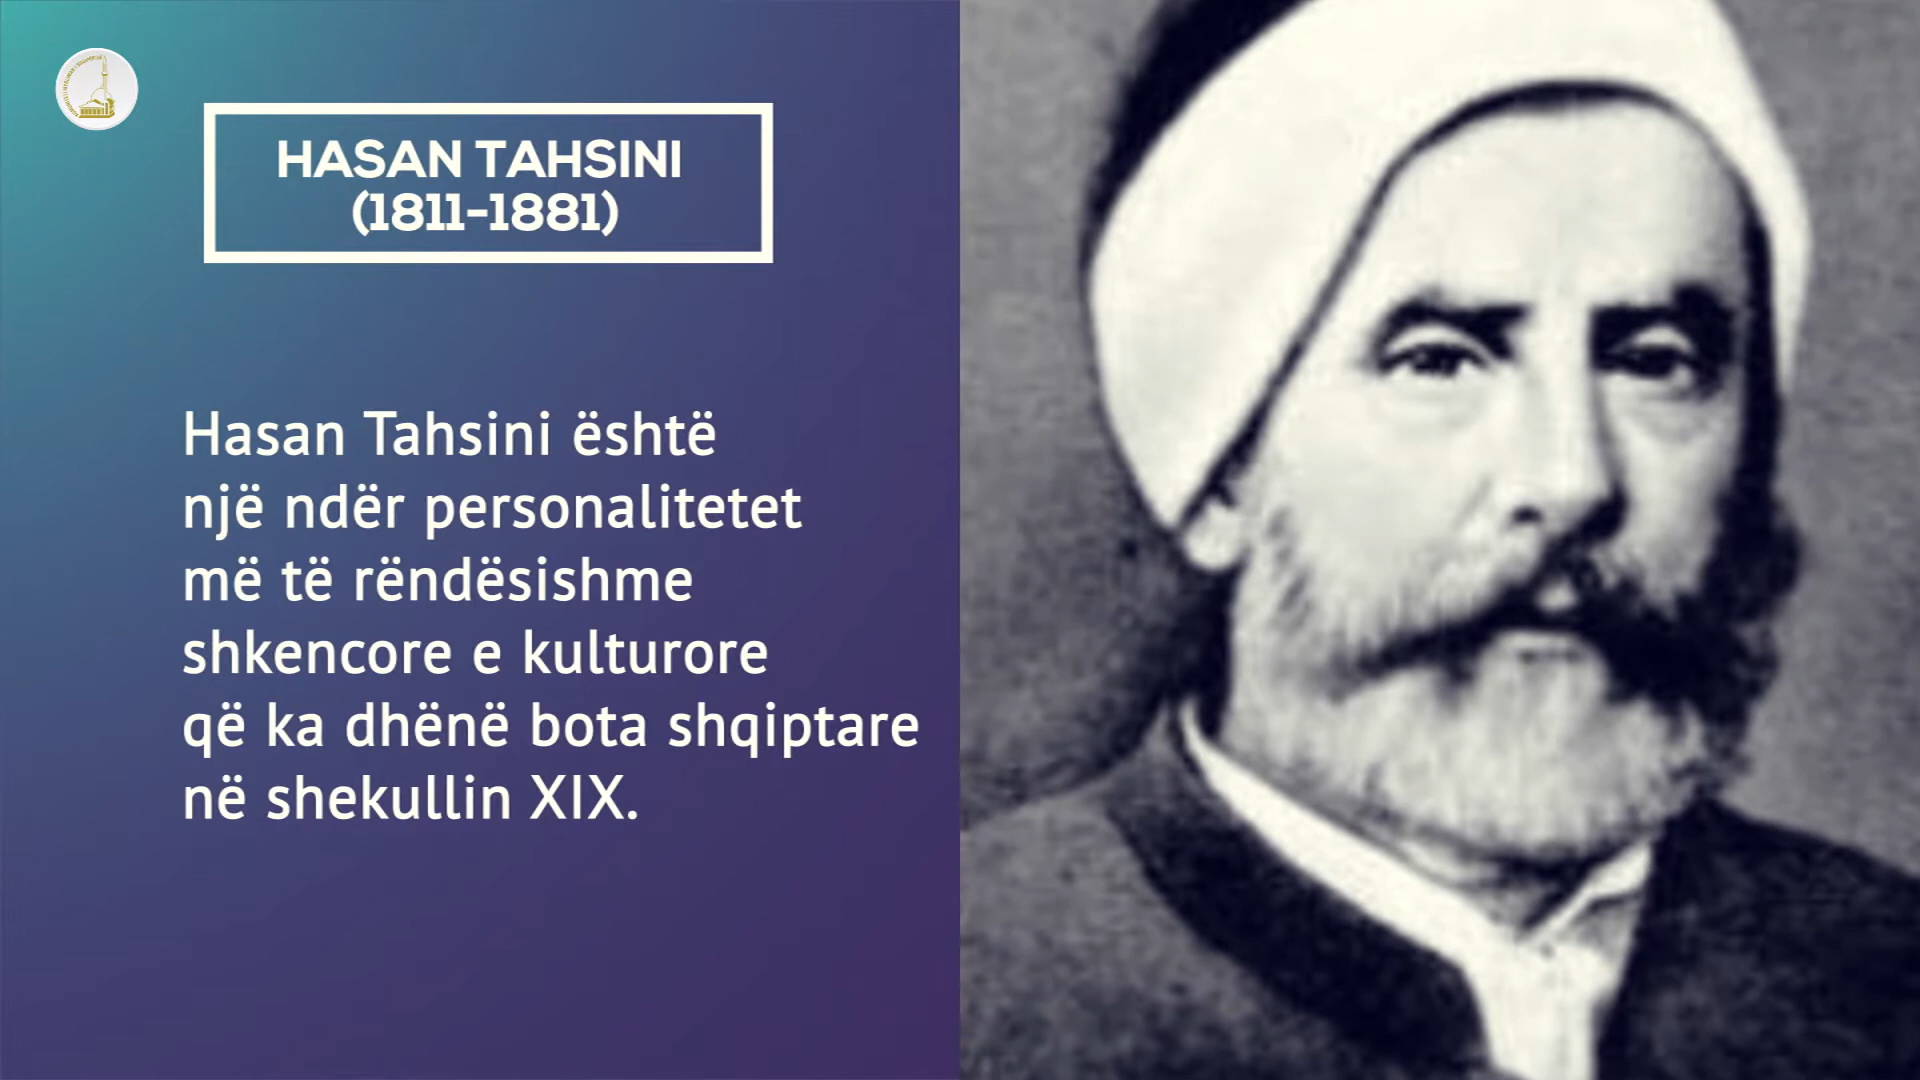 HASAN TAHSINI
(1811-1881)
Hasan Tahsini është
një ndër personalitetet
më të rëndësishme
shkencore e kulturore
që ka dhënë bota shqiptare
në shekullin XIX.